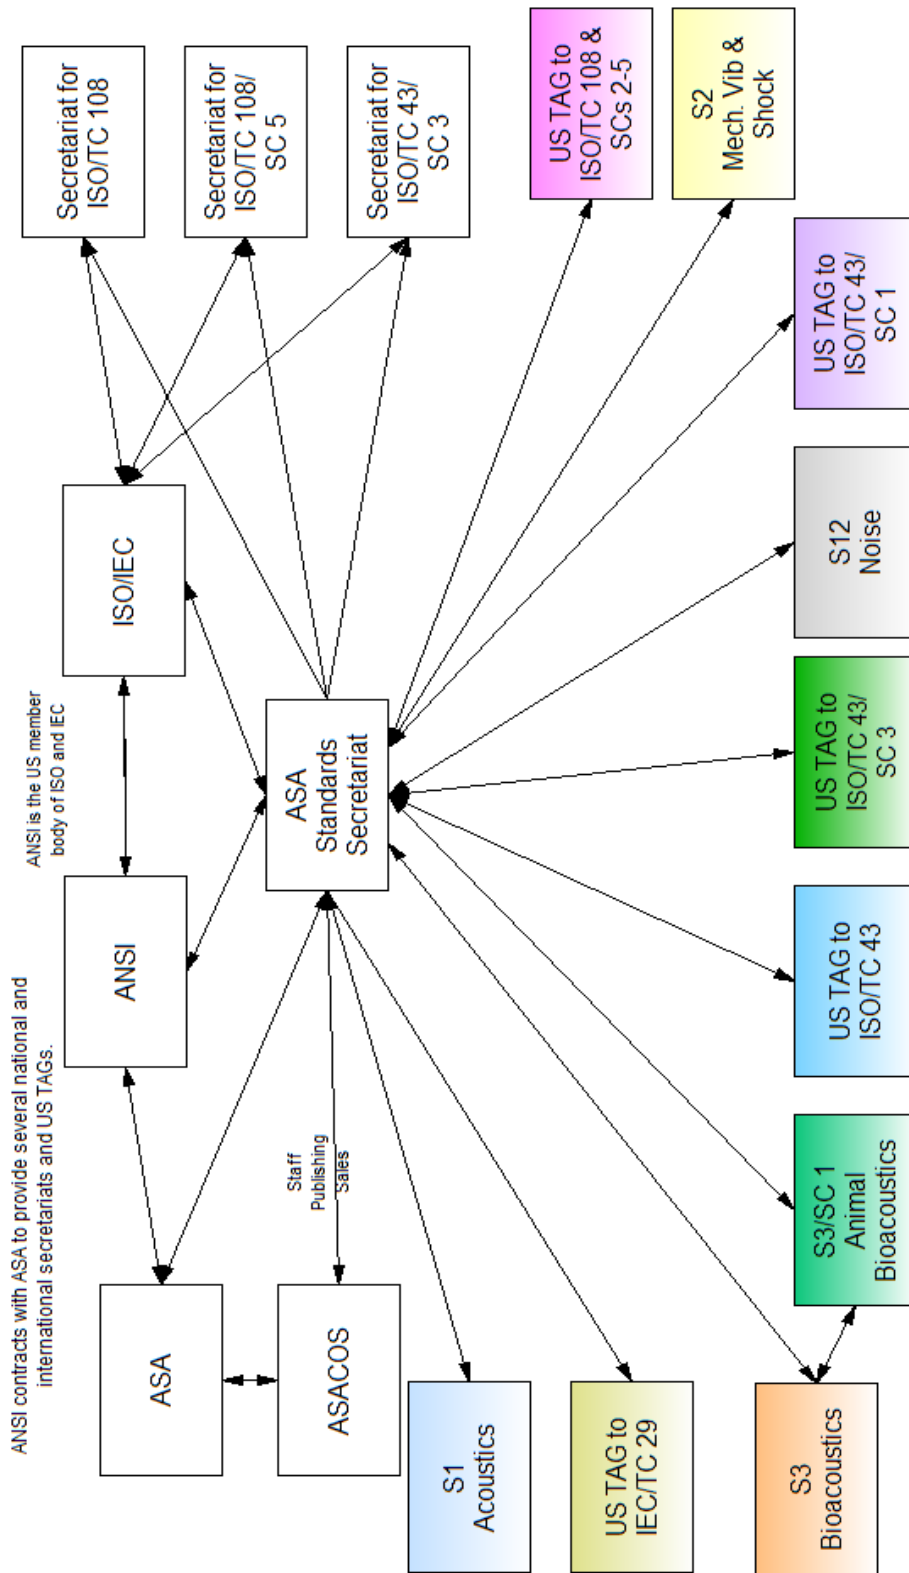 ANSI contracts with ASA to provide several national and
international secretariats and US TAGs.
ANSI is the US member
body of ISO and IEC
ASA
ANSI
ISO/IEC
Secretariat for
ISO/TC 108
Secretariat for
ISO/TC 108/
SC 5
Secretariat for
ISO/TC 43/
SC 3
ASACOS
Staff
Publishing
Sales
ASA
Standards
Secretariat
S1
Acoustics
US TAG to
IEC/TC 29
S3
Bioacoustics
S3/SC 1
Animal
Bioacoustics
US TAG to
ISO/TC 43
US TAG to
ISO/TC 43/
SC 3
S12
Noise
US TAG to
ISO/TC 43/
SC 1
S2
Mech. Vib &
Shock
US TAG to
ISO/TC 108 &
SCs 2-5